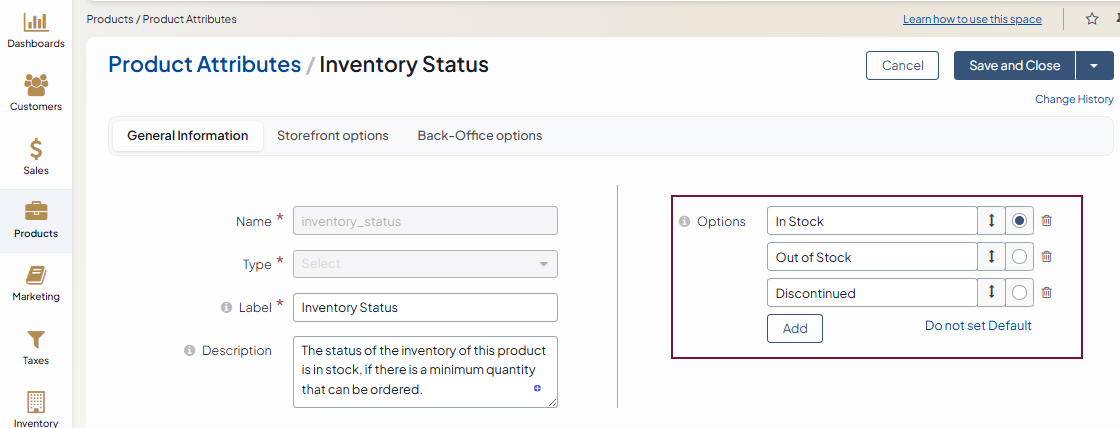 Dashboards
Customers
Sales
Products
Marketing
Taxes
Inventory
Products / Product Attributes
Learn how to use this space
Product Attributes / Inventory Status
Cancel
Save and Close
Change History
General Information
Storefront options
Back-Office options
Name *
inventory_status
Type *
Select
Label *
Inventory Status
Description
The status of the inventory of this product
is in stock, if there is a minimum quantity
that can be ordered.
Options
In Stock
Out of Stock
Discontinued
Add
Do not set Default